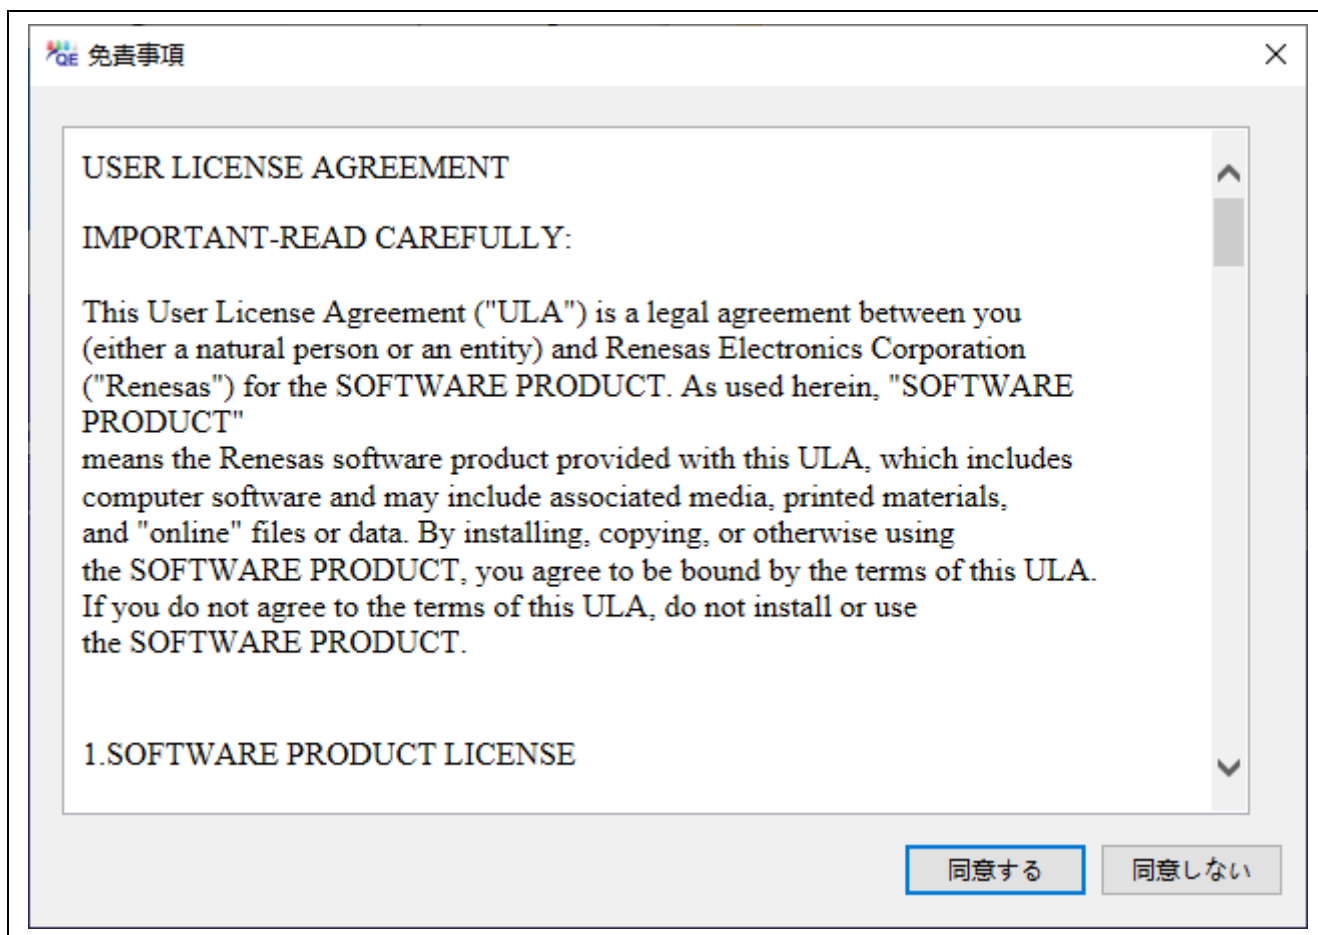 QE 免責事項
USER LICENSE AGREEMENT
IMPORTANT-READ CAREFULLY:
This User License Agreement ("ULA") is a legal agreement between you
(either a natural person or an entity) and Renesas Electronics Corporation
("Renesas") for the SOFTWARE PRODUCT. As used herein, "SOFTWARE
PRODUCT"
means the Renesas software product provided with this ULA, which includes
computer software and may include associated media, printed materials,
and "online" files or data. By installing, copying, or otherwise using
the SOFTWARE PRODUCT, you agree to be bound by the terms of this ULA.
If you do not agree to the terms of this ULA, do not install or use
the SOFTWARE PRODUCT.
1.SOFTWARE PRODUCT LICENSE
同意する 同意しない